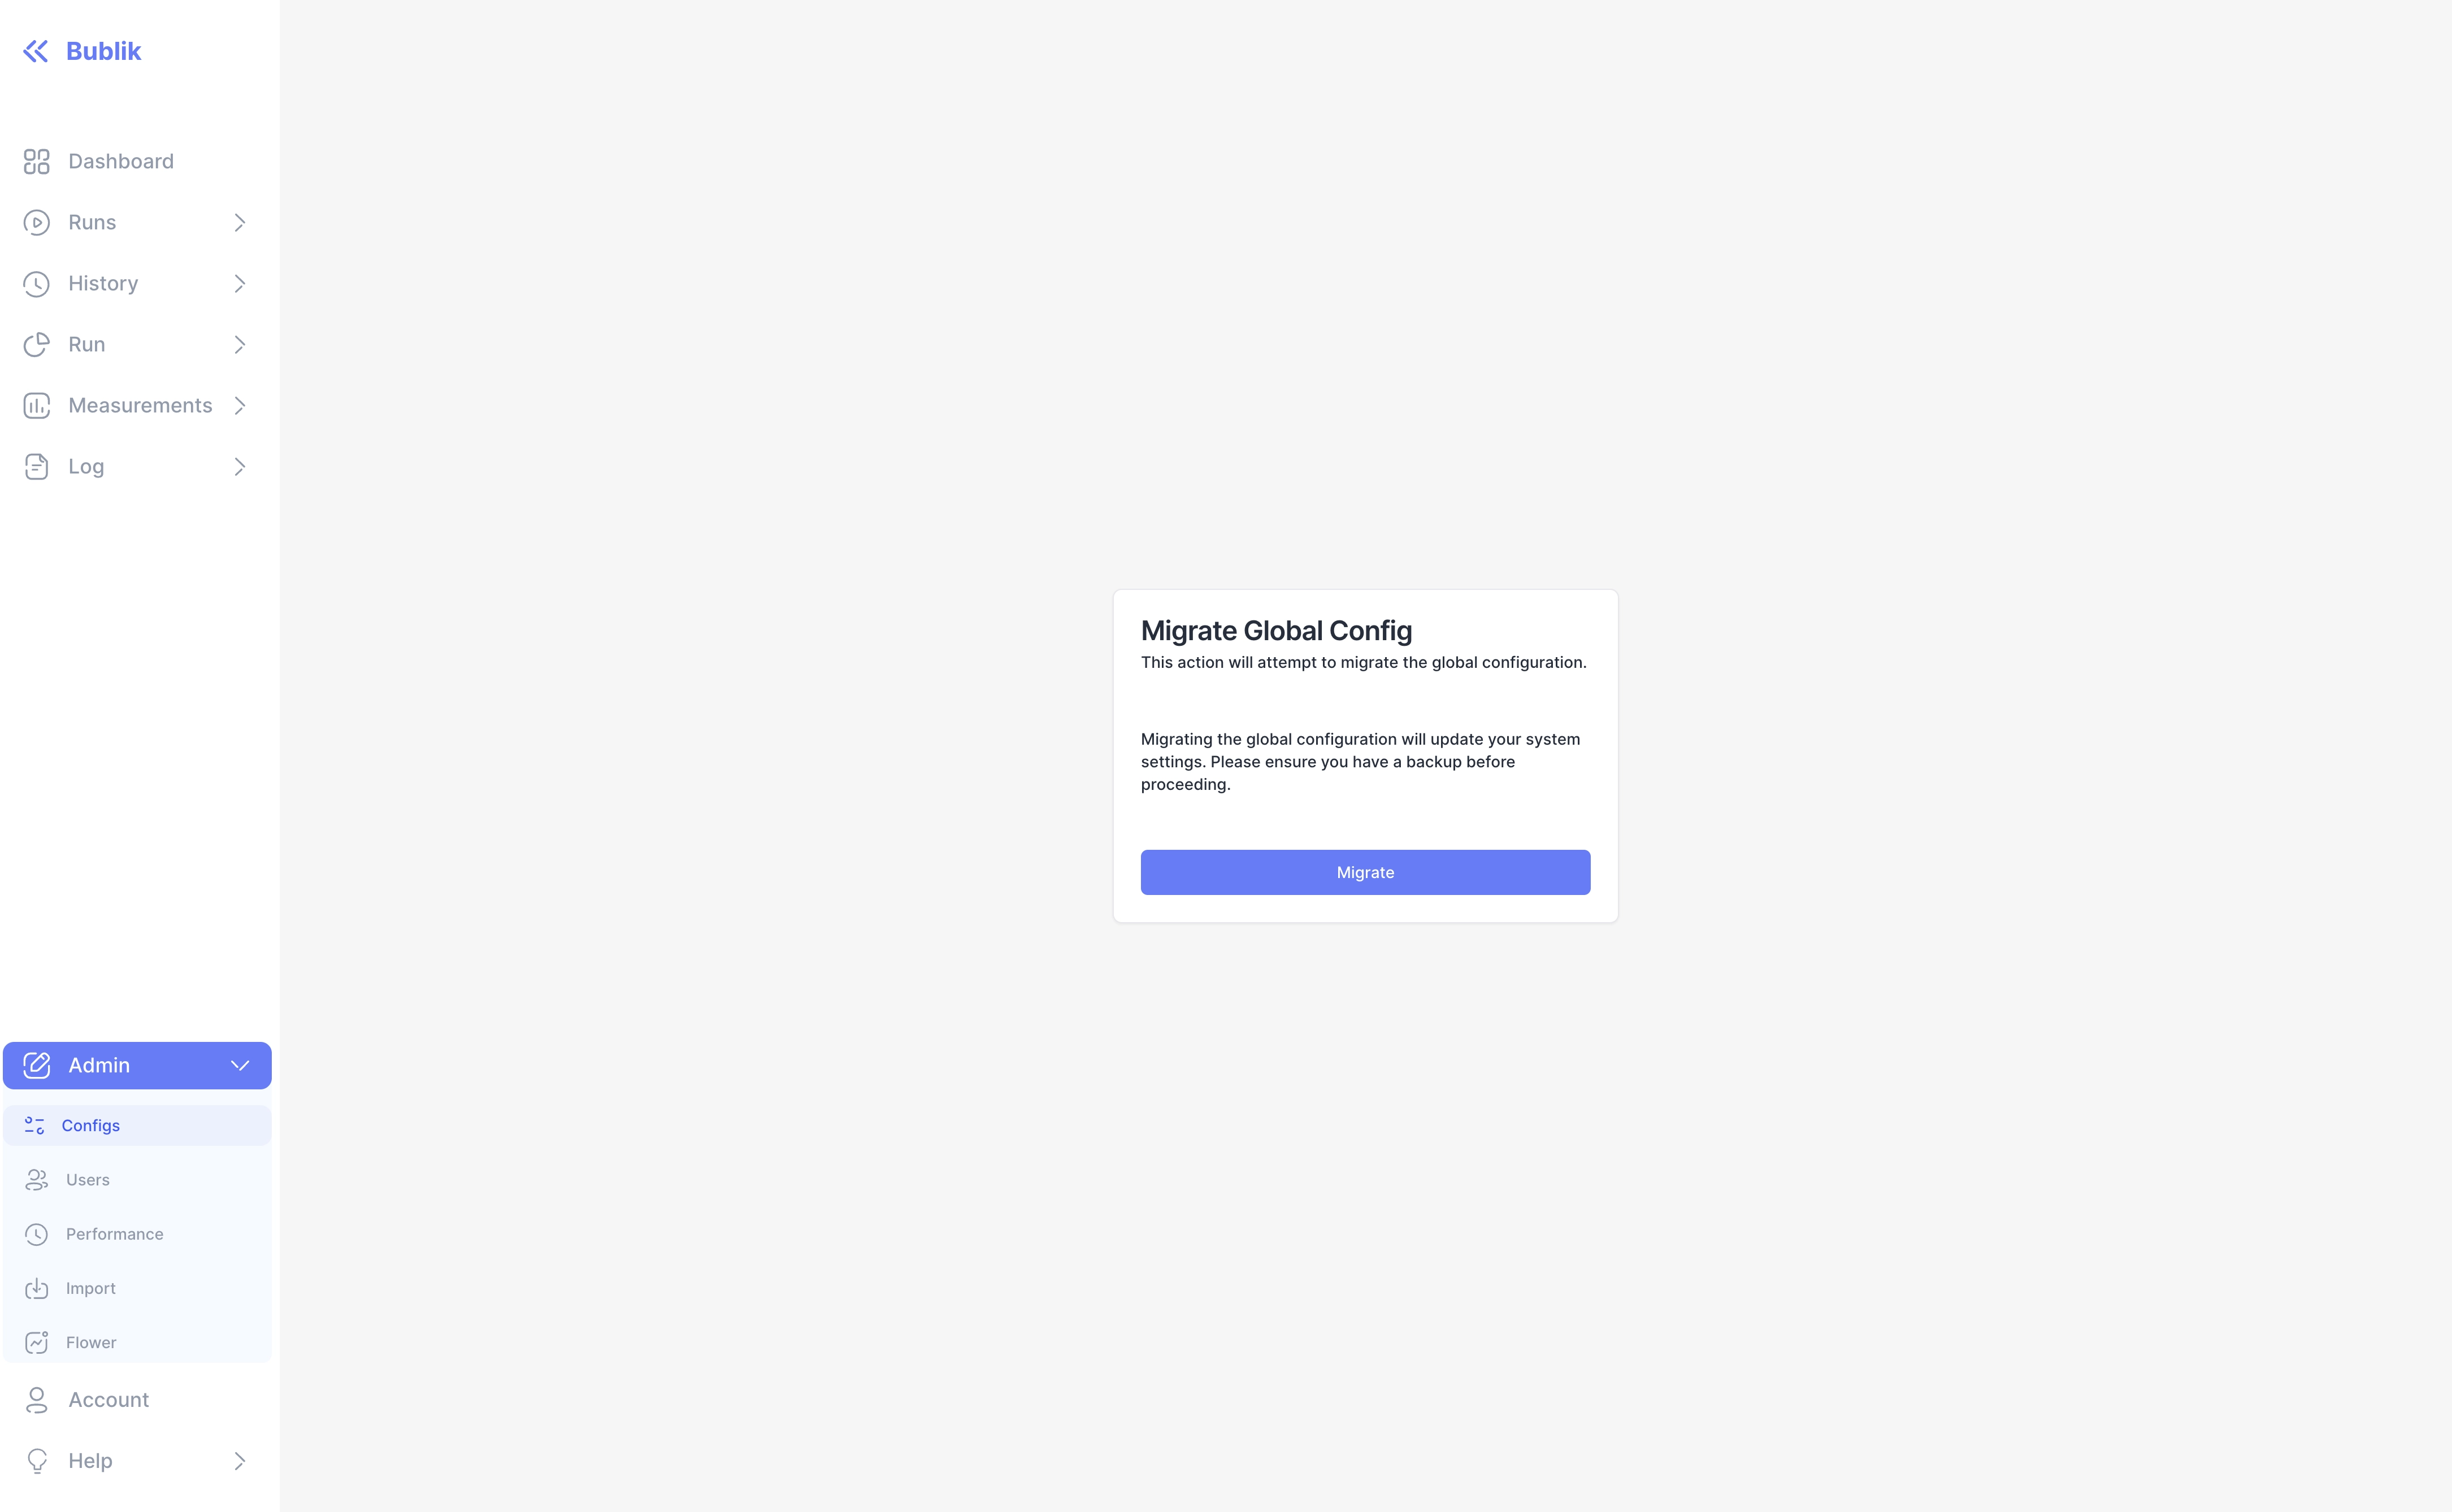 Bublik
Dashboard
Runs
History
Run
Measurements
Log
Migrate Global Config
This action will attempt to migrate the global configuration.
Migrating the global configuration will update your system
settings. Please ensure you have a backup before
proceeding.
Migrate
Admin
Configs
Users
Performance
Import
Flower
Account
Help